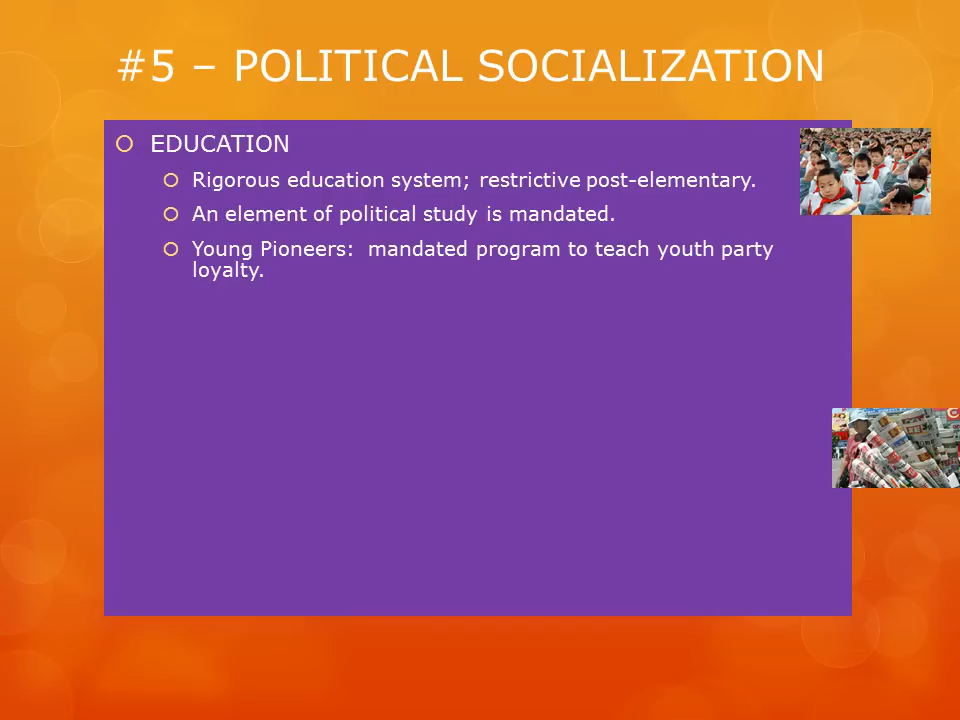 #5 – POLITICAL SOCIALIZATION
EDUCATION
Rigorous education system; restrictive post-elementary.
An element of political study is mandated.
Young Pioneers:  mandated program to teach youth party
loyalty.